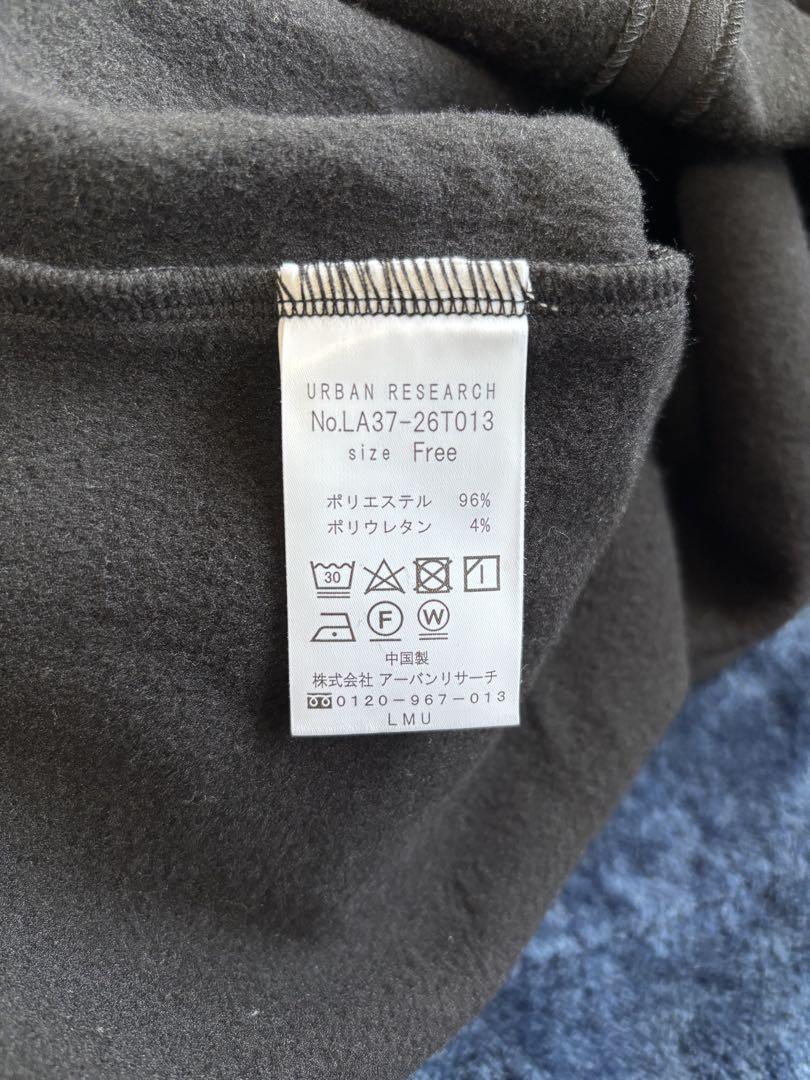 URBAN RESEARCH
No.LA37-26T013
size Free
ポリエステル 96%
ポリウレタン 4%
30
F W
中国製
株式会社 アーバンリサーチ
0120-967-013
LMU